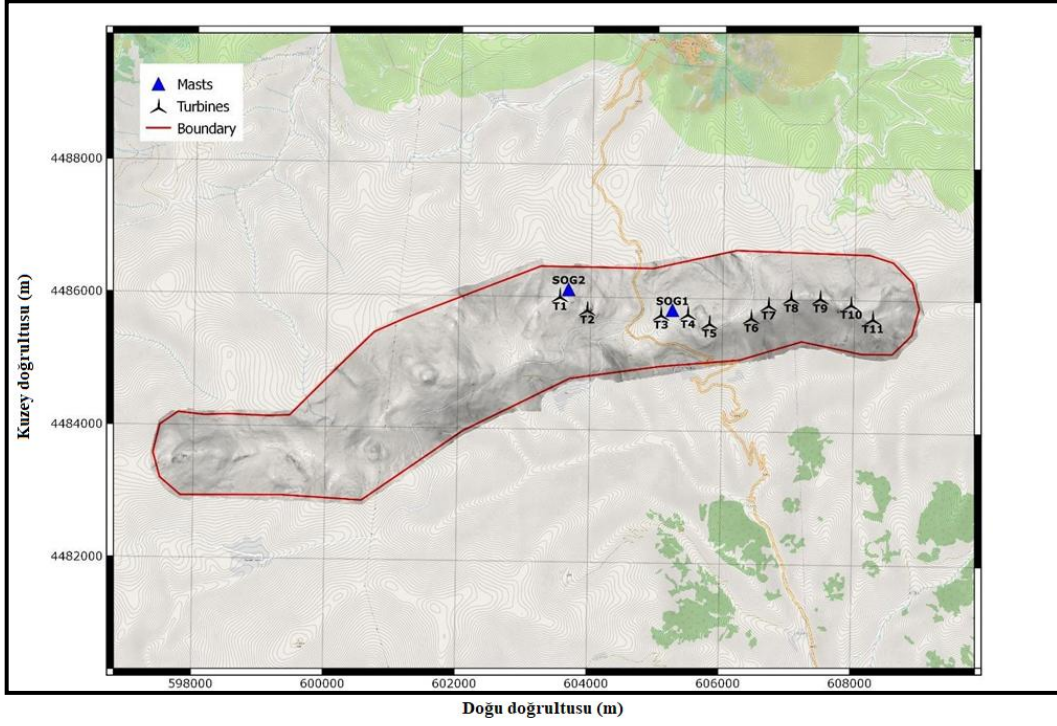 Masts
Turbines
Boundary
4488000
4486000
4484000
4482000
Kuzey doğrultusu (m)
SOG2
T1
T2
SOG1
T3
T4
T5
T6
T7
T8
T9
T10
T11
598000
600000
602000
604000
606000
608000
Doğu doğrultusu (m)